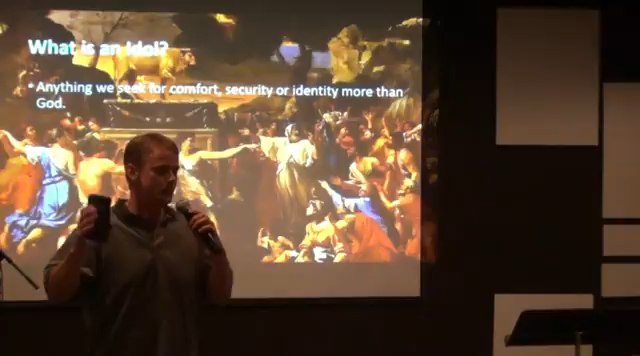 What is an Idol?
• Anything we seek for comfort, security or identity more than
God.